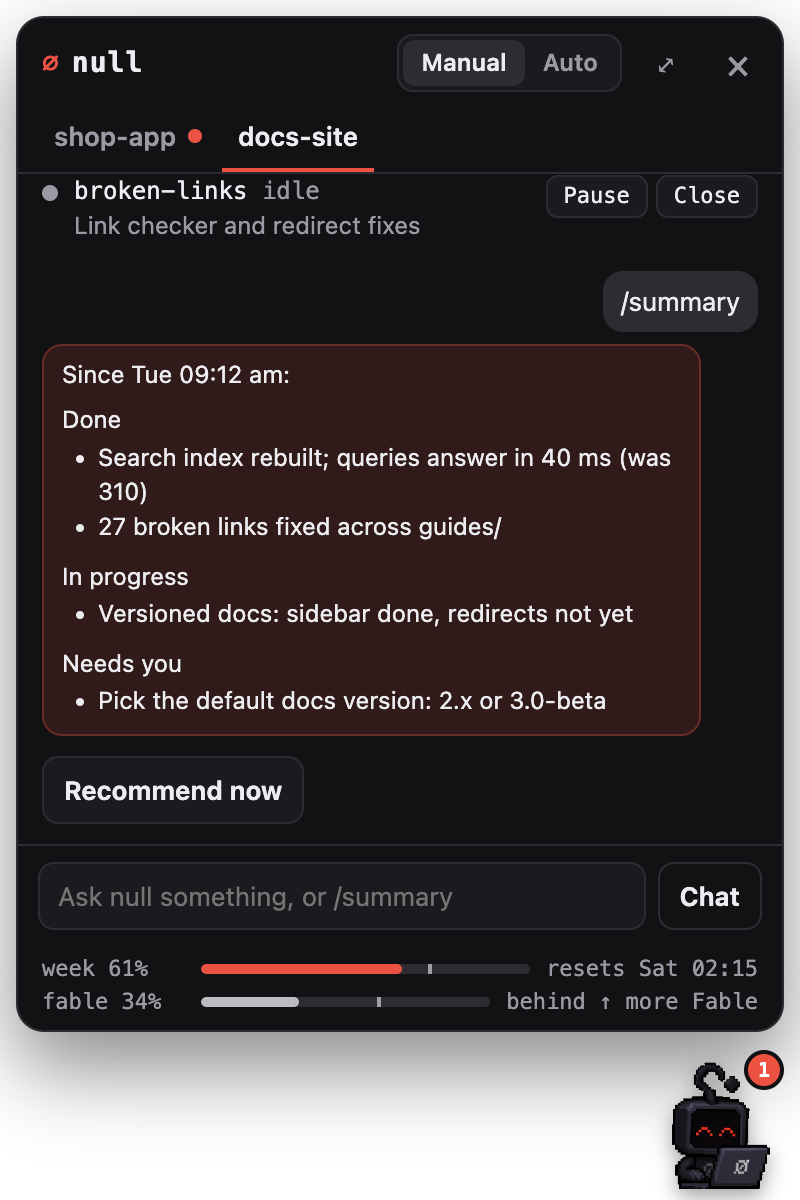 ø null
Manual Auto
shop-app docs-site
broken-links idle
Pause Close
Link checker and redirect fixes
/summary
Since Tue 09:12 am:
Done
• Search index rebuilt; queries answer in 40 ms (was
310)
• 27 broken links fixed across guides/
In progress
• Versioned docs: sidebar done, redirects not yet
Needs you
• Pick the default docs version: 2.x or 3.0-beta
Recommend now
Ask null something, or /summary
Chat
week 61% resets Sat 02:15
fable 34% behind ↑ more Fable
1
ø